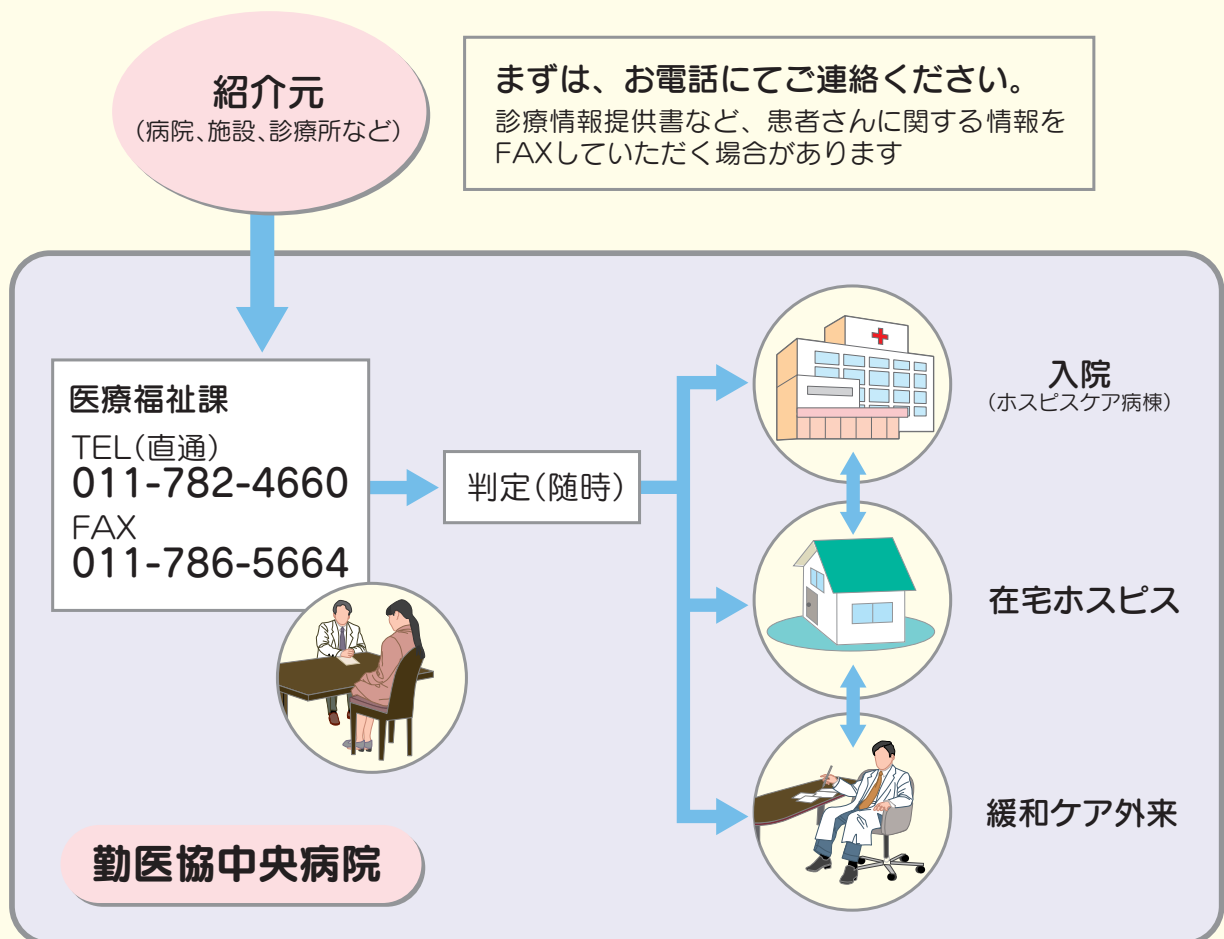 紹介元
（病院、施設、診療所など）
まずは、お電話にてご連絡ください。
診療情報提供書など、患者さんに関する情報を
FAXしていただく場合があります
医療福祉課
TEL（直通）
011-782-4660
FAX
011-786-5664
判定（随時）
入院
（ホスピスケア病棟）
在宅ホスピス
緩和ケア外来
勤医協中央病院